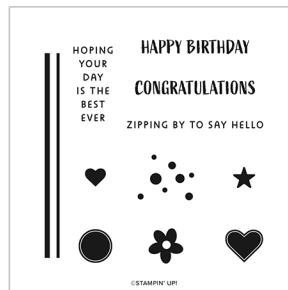 HOPING
YOUR
DAY
IS THE
BEST
EVER
HAPPY BIRTHDAY
CONGRATULATIONS
ZIPPING BY TO SAY HELLO
©STAMPIN' UP!